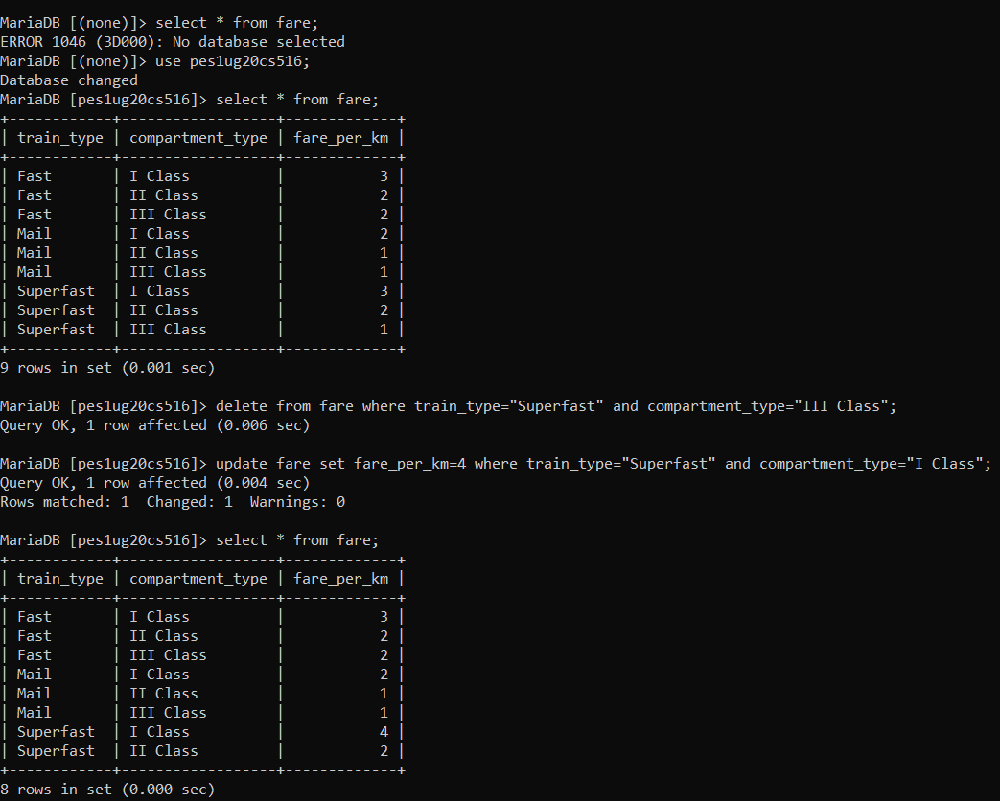 MariaDB [(none)]> select * from fare;
ERROR 1046 (3D000): No database selected
MariaDB [(none)]> use pes1ug20cs516;
Database changed
MariaDB [pes1ug20cs516]> select * from fare;
+------------+------------------+-------------+
| train_type | compartment_type | fare_per_km |
+------------+------------------+-------------+
| Fast       | I Class          |           3 |
| Fast       | II Class         |           2 |
| Fast       | III Class        |           2 |
| Mail       | I Class          |           2 |
| Mail       | II Class         |           1 |
| Mail       | III Class        |           1 |
| Superfast  | I Class          |           3 |
| Superfast  | II Class         |           2 |
| Superfast  | III Class        |           1 |
+------------+------------------+-------------+
9 rows in set (0.001 sec)

MariaDB [pes1ug20cs516]> delete from fare where train_type="Superfast" and compartment_type="III Class";
Query OK, 1 row affected (0.006 sec)

MariaDB [pes1ug20cs516]> update fare set fare_per_km=4 where train_type="Superfast" and compartment_type="I Class";
Query OK, 1 row affected (0.004 sec)
Rows matched: 1  Changed: 1  Warnings: 0

MariaDB [pes1ug20cs516]> select * from fare;
+------------+------------------+-------------+
| train_type | compartment_type | fare_per_km |
+------------+------------------+-------------+
| Fast       | I Class          |           3 |
| Fast       | II Class         |           2 |
| Fast       | III Class        |           2 |
| Mail       | I Class          |           2 |
| Mail       | II Class         |           1 |
| Mail       | III Class        |           1 |
| Superfast  | I Class          |           4 |
| Superfast  | II Class         |           2 |
+------------+------------------+-------------+
8 rows in set (0.000 sec)